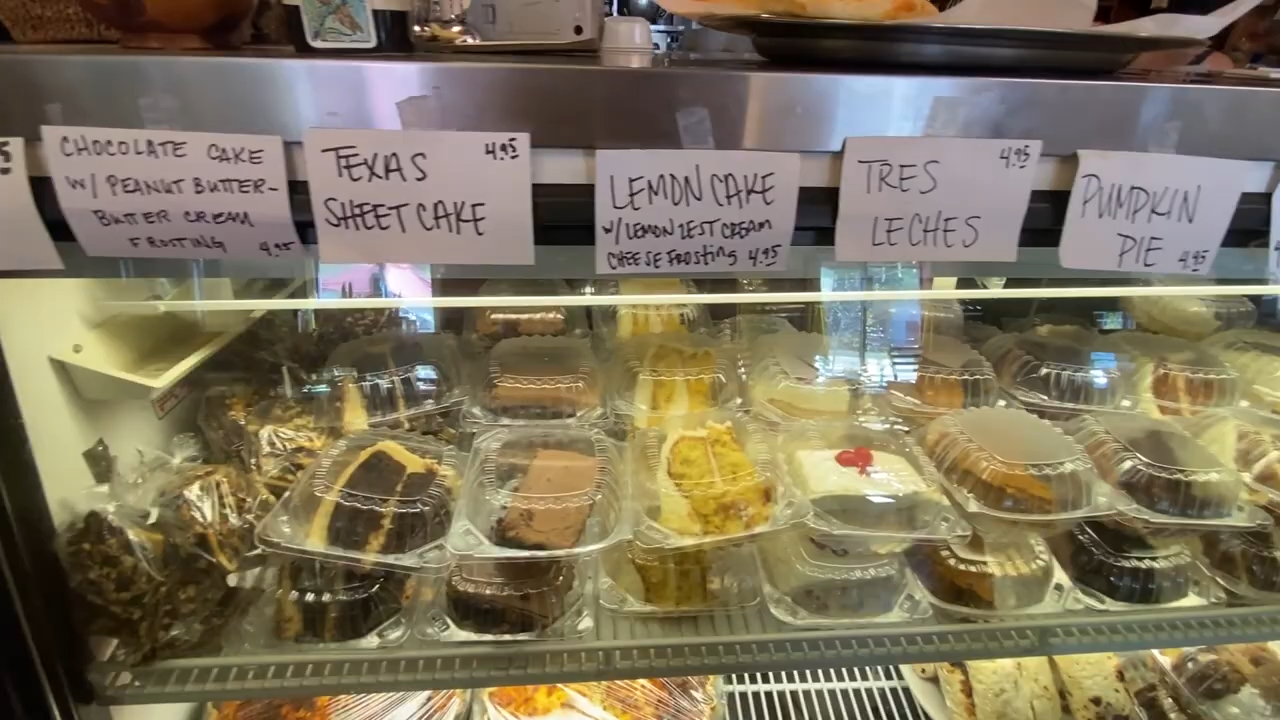 5
CHOCOLATE CAKE
W/ PEANUT BUTTER-
BUTTER CREAM
FROSTING 4.95
TEXAS 4.95
SHEET CAKE
LEMON CAKE
W/LEMON ZEST CREAM
CHEESE FROSTING 4.95
TRES 4.95
LECHES
PUMPKIN
PIE 4.95